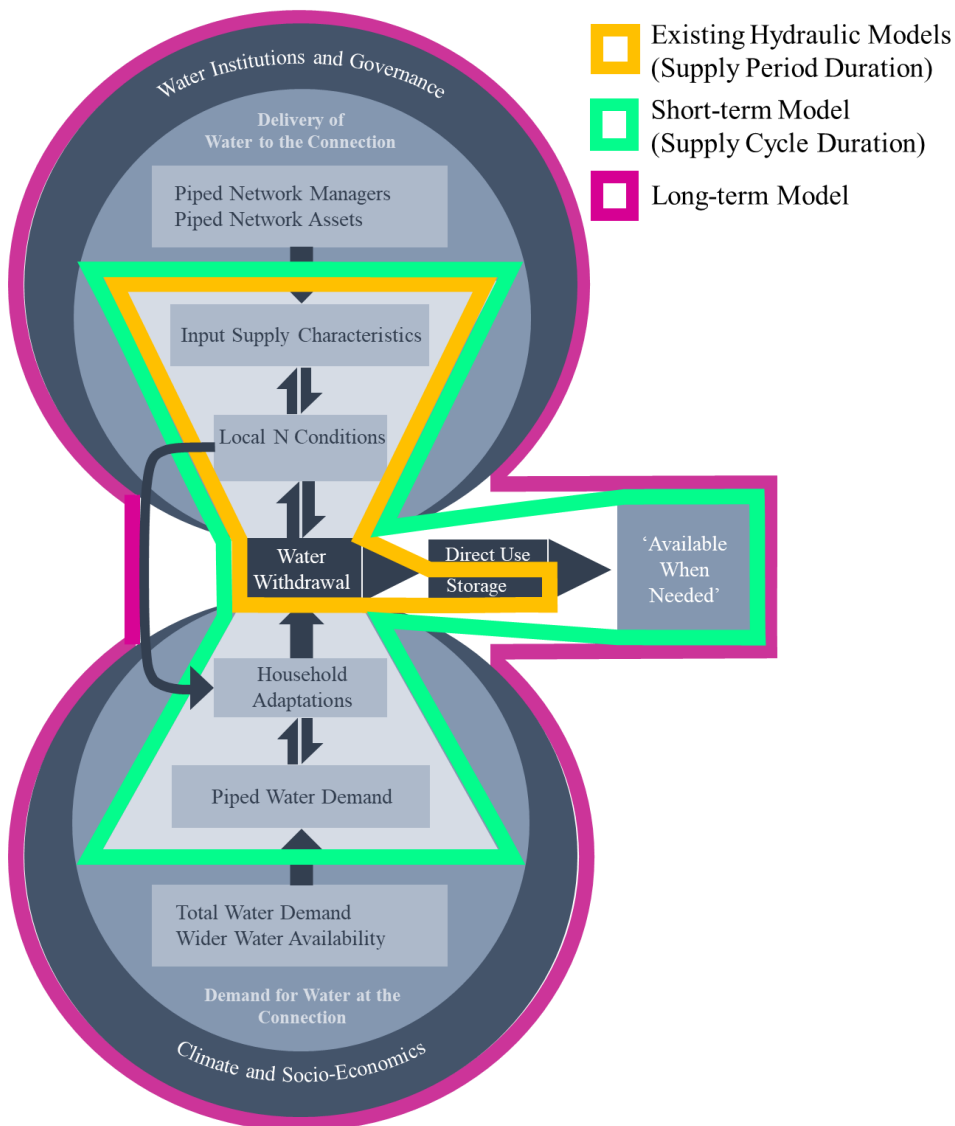 Existing Hydraulic Models
(Supply Period Duration)
Short-term Model
(Supply Cycle Duration)
Long-term Model
Water Institutions and Governance
Delivery of
Water to the Connection
Piped Network Managers
Piped Network Assets
Input Supply Characteristics
Local N Conditions
Water
Withdrawal
Direct Use
Storage
‘Available
When
Needed’
Household
Adaptations
Piped Water Demand
Total Water Demand
Wider Water Availability
Demand for Water at the
Connection
Climate and Socio-Economics